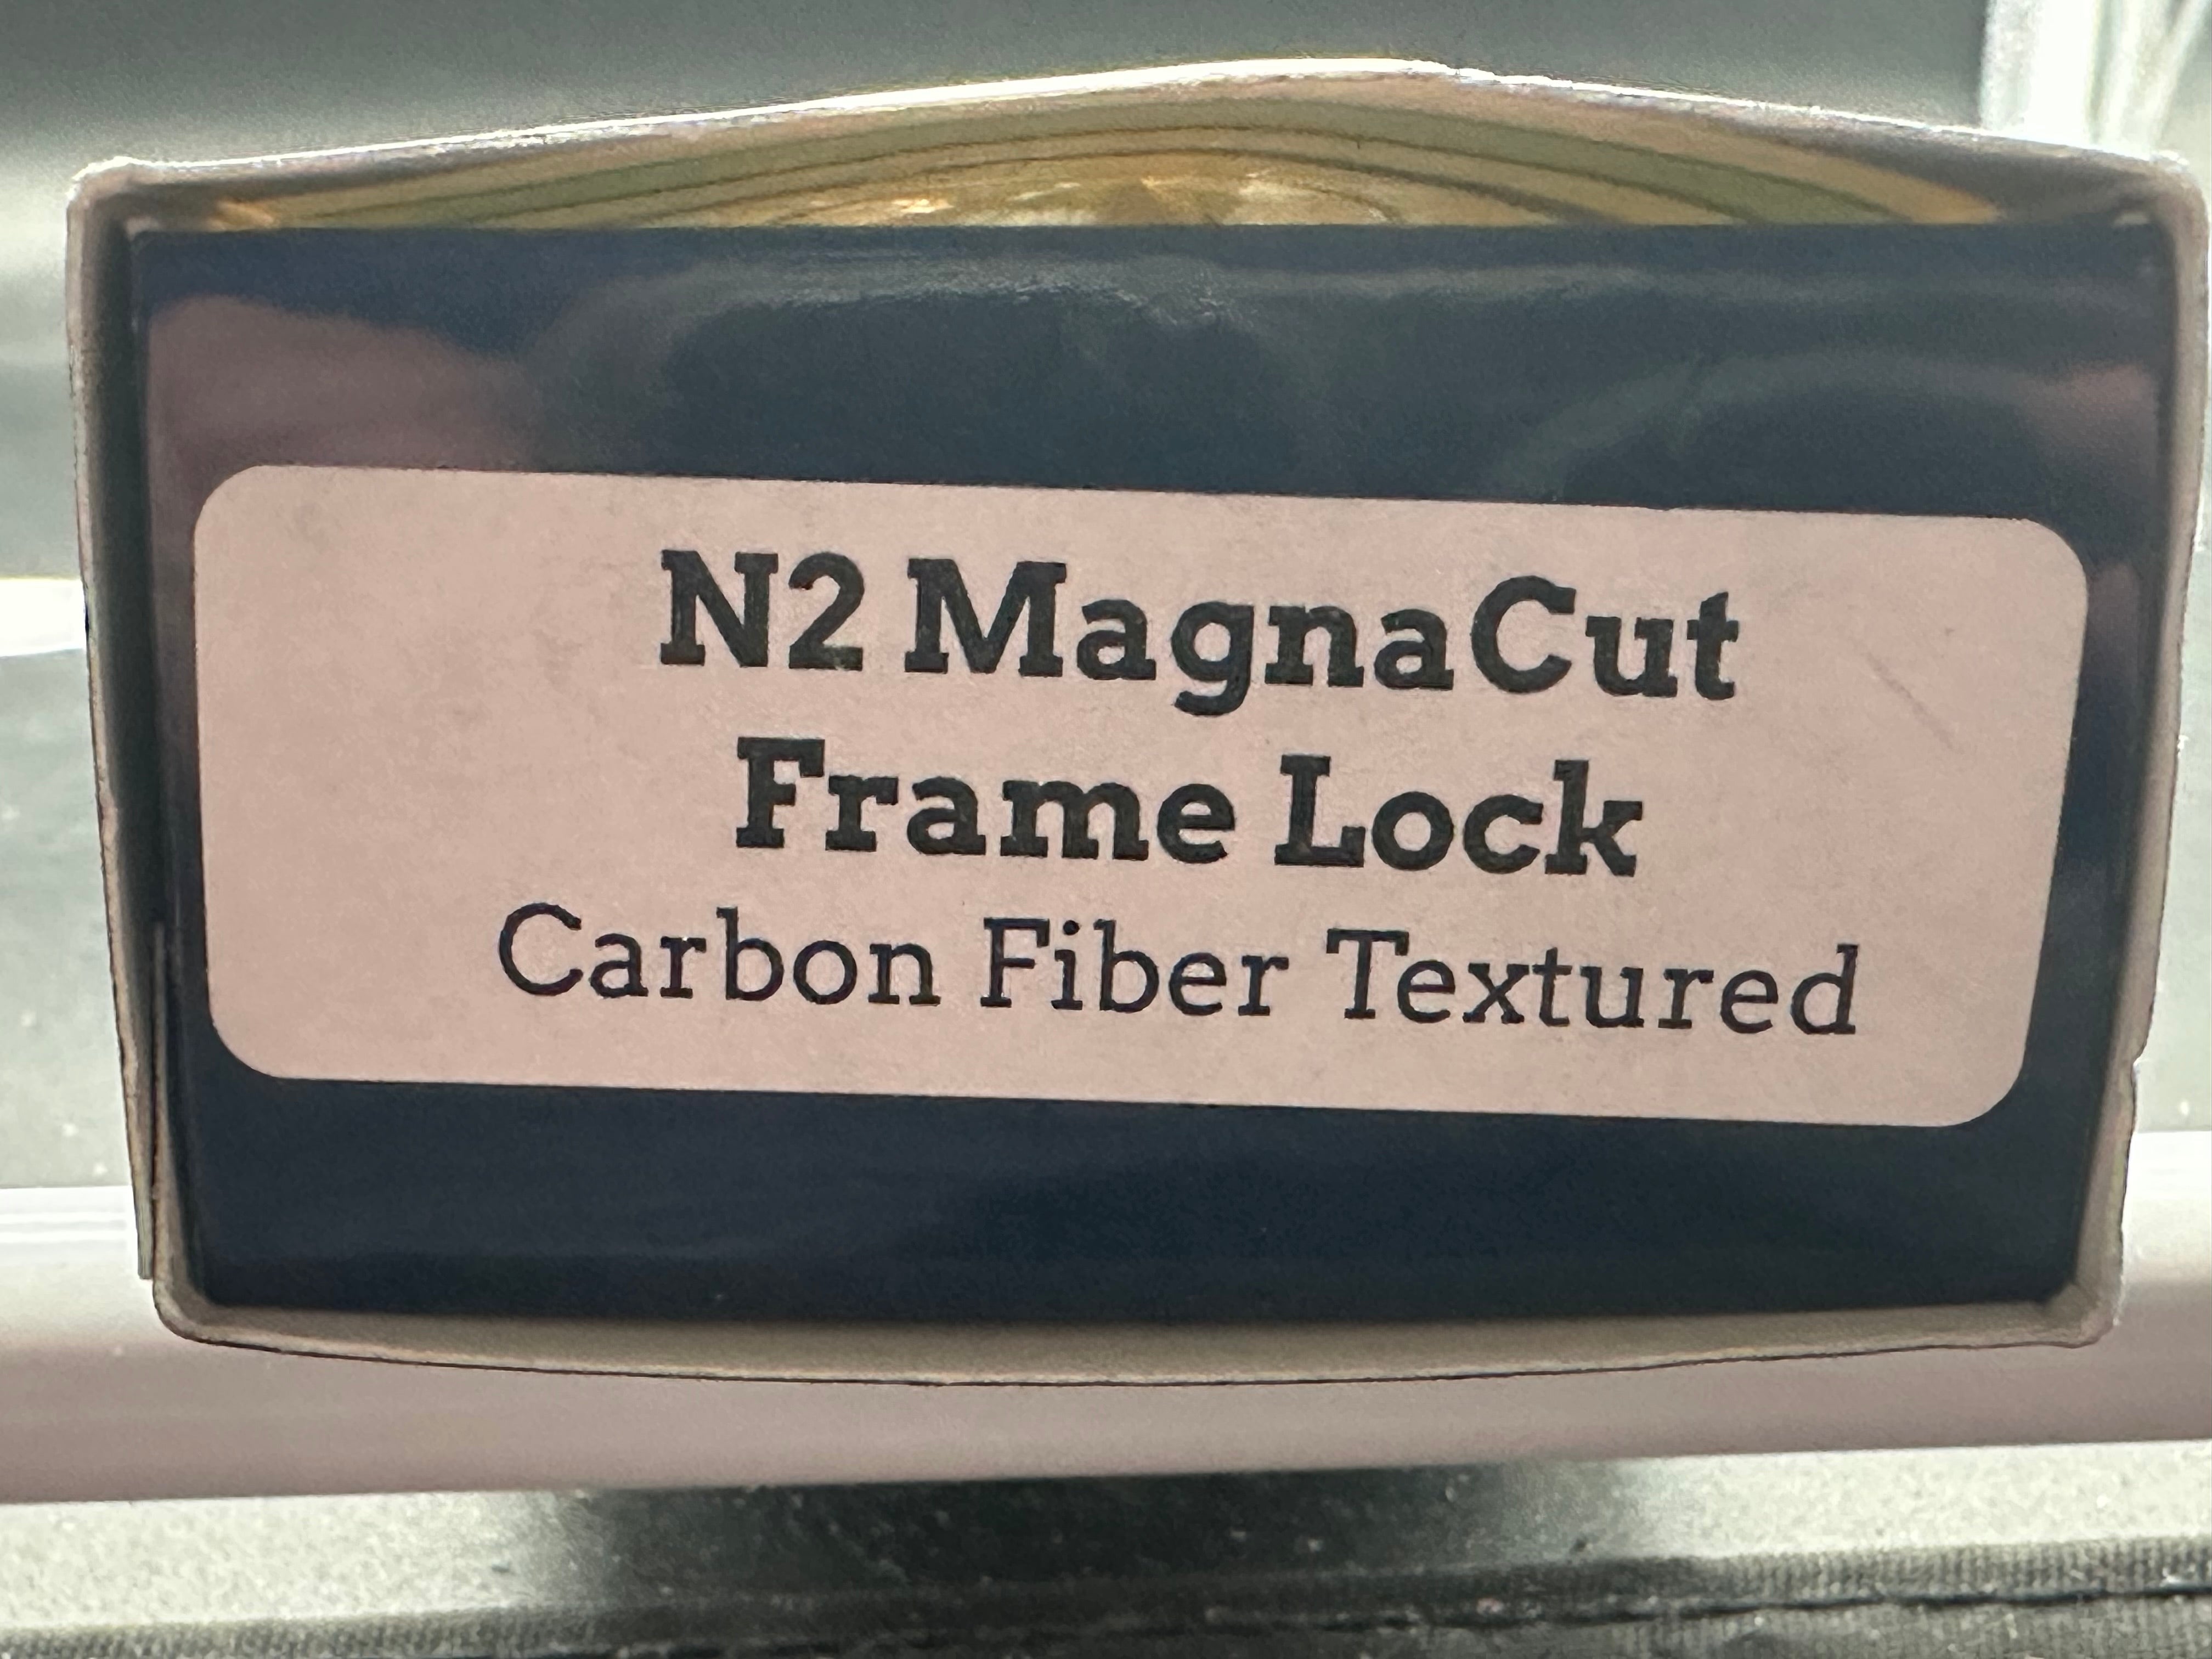 N2 MagnaCut
Frame Lock
Carbon Fiber Textured